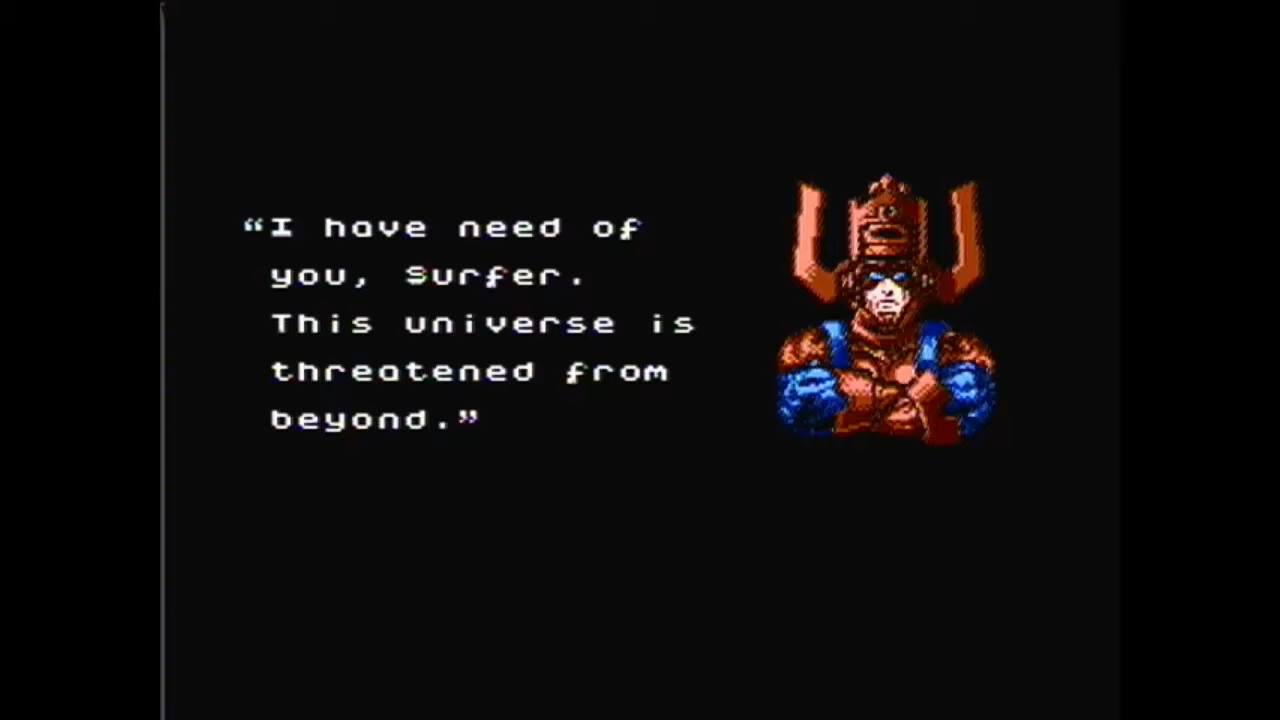 “I have need of
you, Surfer.
This universe is
threatened from
beyond.”